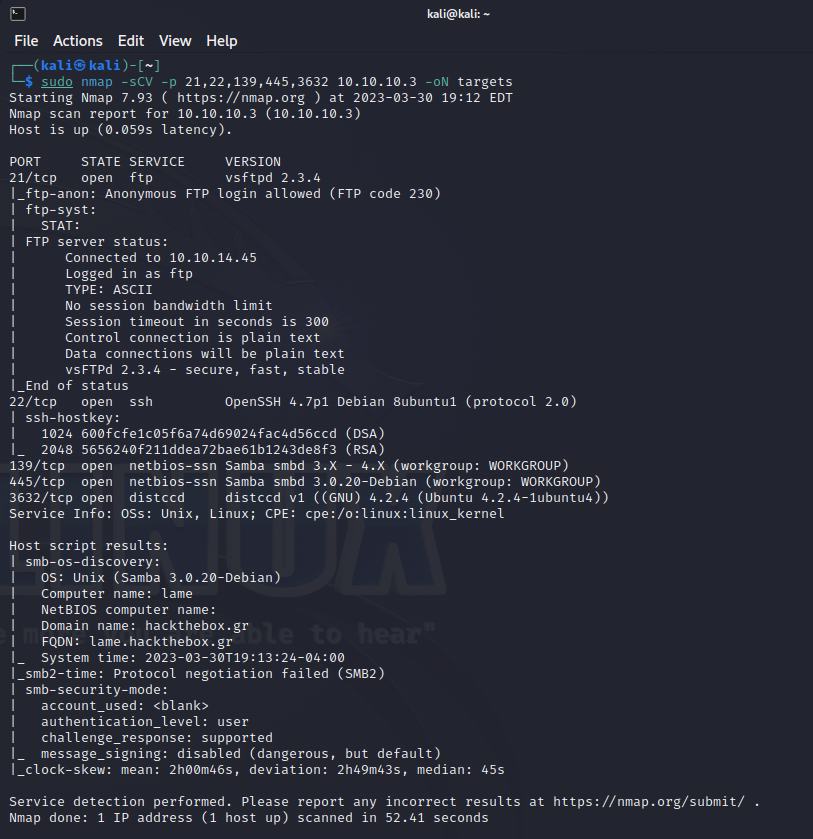 kali@kali: ~
File Actions Edit View Help
┌──(kali㉿kali)-[~]
└─$ sudo nmap -sCV -p 21,22,139,445,3632 10.10.10.3 -oN targets
Starting Nmap 7.93 ( https://nmap.org ) at 2023-03-30 19:12 EDT
Nmap scan report for 10.10.10.3 (10.10.10.3)
Host is up (0.059s latency).

PORT     STATE SERVICE     VERSION
21/tcp   open  ftp         vsftpd 2.3.4
|_ftp-anon: Anonymous FTP login allowed (FTP code 230)
| ftp-syst:
|   STAT:
| FTP server status:
|      Connected to 10.10.14.45
|      Logged in as ftp
|      TYPE: ASCII
|      No session bandwidth limit
|      Session timeout in seconds is 300
|      Control connection is plain text
|      Data connections will be plain text
|      vsFTPd 2.3.4 - secure, fast, stable
|_End of status
22/tcp   open  ssh         OpenSSH 4.7p1 Debian 8ubuntu1 (protocol 2.0)
| ssh-hostkey:
|   1024 600fcfe1c05f6a74d69024fac4d56ccd (DSA)
|_  2048 5656240f211ddea72bae61b1243de8f3 (RSA)
139/tcp  open  netbios-ssn Samba smbd 3.X - 4.X (workgroup: WORKGROUP)
445/tcp  open  netbios-ssn Samba smbd 3.0.20-Debian (workgroup: WORKGROUP)
3632/tcp open  distccd     distccd v1 ((GNU) 4.2.4 (Ubuntu 4.2.4-1ubuntu4))
Service Info: OSs: Unix, Linux; CPE: cpe:/o:linux:linux_kernel

Host script results:
| smb-os-discovery:
|   OS: Unix (Samba 3.0.20-Debian)
|   Computer name: lame
|   NetBIOS computer name:
|   Domain name: hackthebox.gr
|   FQDN: lame.hackthebox.gr
|_  System time: 2023-03-30T19:13:24-04:00
|_smb2-time: Protocol negotiation failed (SMB2)
| smb-security-mode:
|   account_used: <blank>
|   authentication_level: user
|   challenge_response: supported
|_  message_signing: disabled (dangerous, but default)
|_clock-skew: mean: 2h00m46s, deviation: 2h49m43s, median: 45s

Service detection performed. Please report any incorrect results at https://nmap.org/submit/ .
Nmap done: 1 IP address (1 host up) scanned in 52.41 seconds